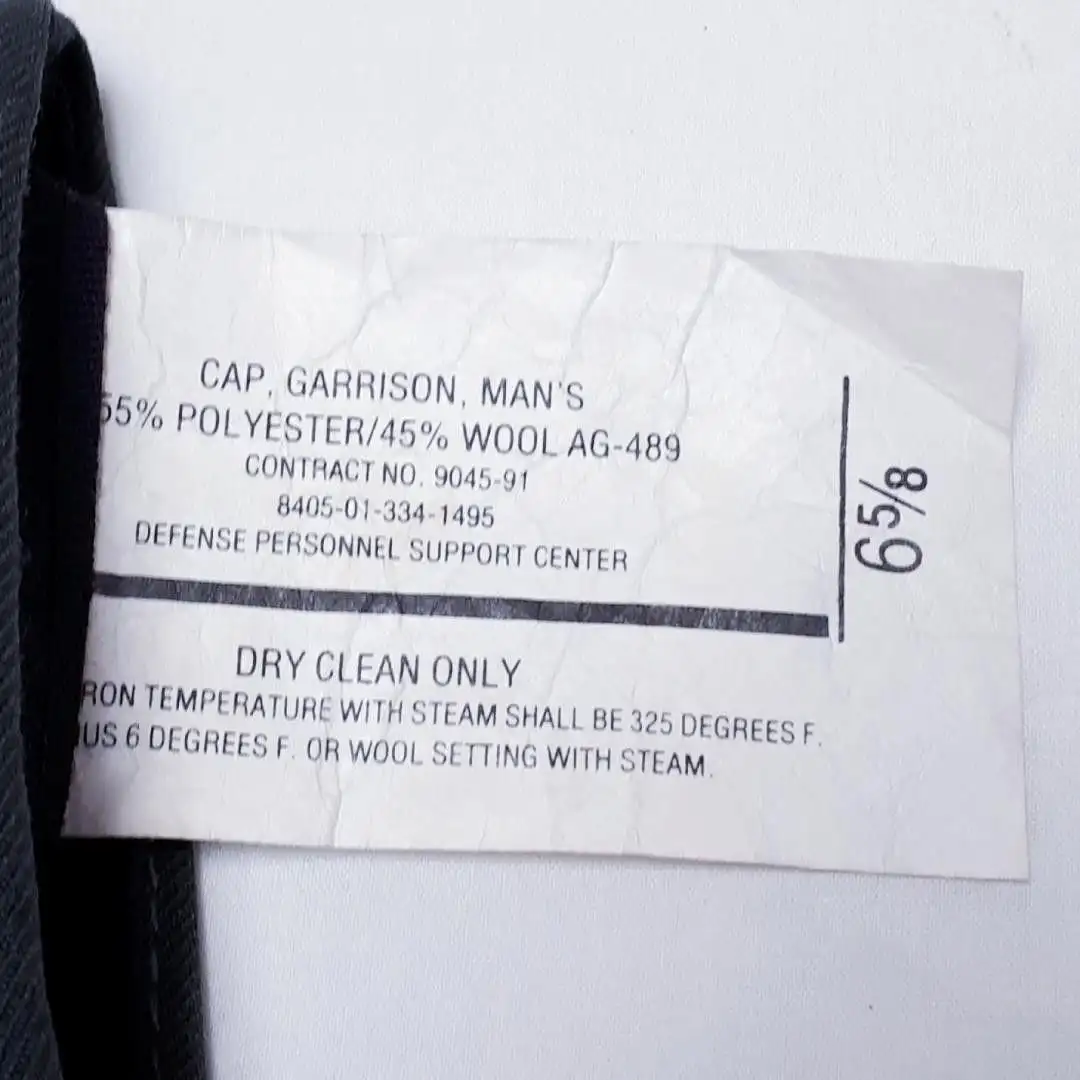 CAP, GARRISON, MAN'S
55% POLYESTER/45% WOOL AG-489
CONTRACT NO. 9045-91
8405-01-334-1495
DEFENSE PERSONNEL SUPPORT CENTER
6 5/8
DRY CLEAN ONLY
RON TEMPERATURE WITH STEAM SHALL BE 325 DEGREES F.
US 6 DEGREES F. OR WOOL SETTING WITH STEAM.